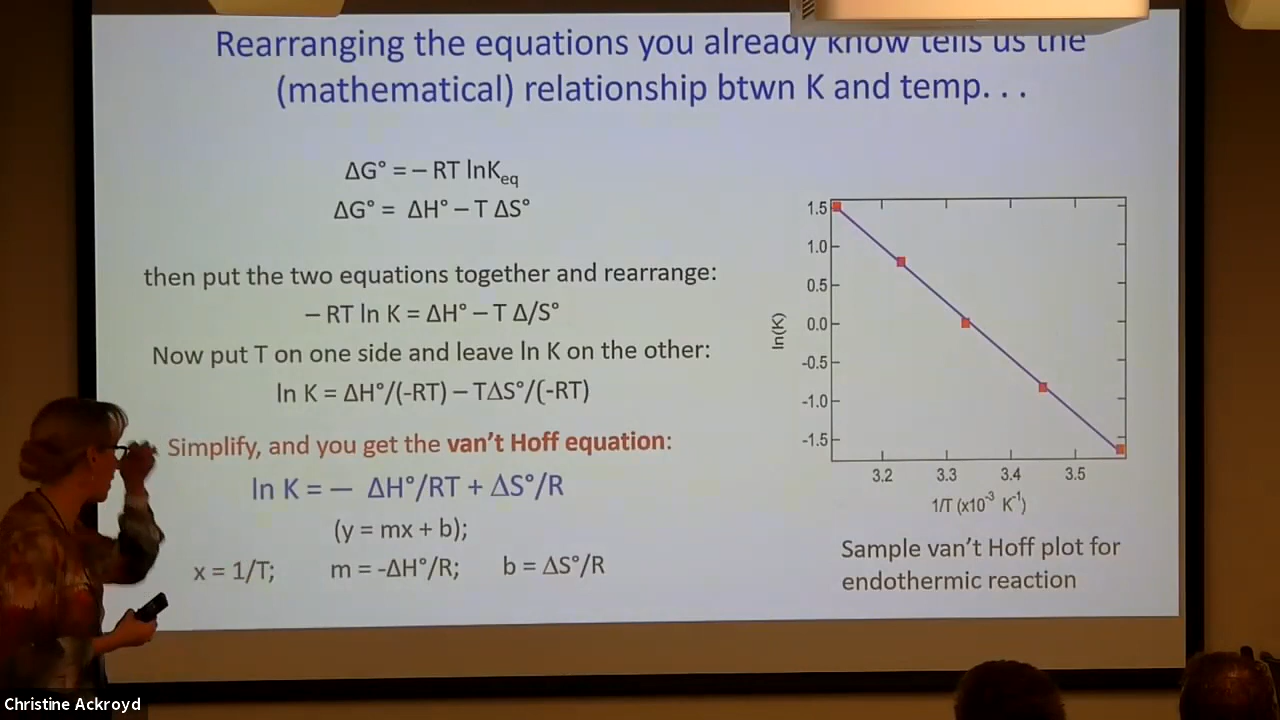 Rearranging the equations you already know tells us the
(mathematical) relationship btwn K and temp. . .
ΔG° = – RT lnKeq
ΔG° = ΔH° – T ΔS°
then put the two equations together and rearrange:
– RT ln K = ΔH° – T Δ/S°
Now put T on one side and leave ln K on the other:
ln K = ΔH°/(-RT) – TΔS°/(-RT)
Simplify, and you get the van't Hoff equation:
ln K = – ΔH°/RT + ΔS°/R
(y = mx + b);
x = 1/T; m = -ΔH°/R; b = ΔS°/R
1.5
1.0
0.5
0.0
-0.5
-1.0
-1.5
ln(K)
3.2 3.3 3.4 3.5
1/T (x10⁻³ K⁻¹)
Sample van't Hoff plot for
endothermic reaction
Christine Ackroyd